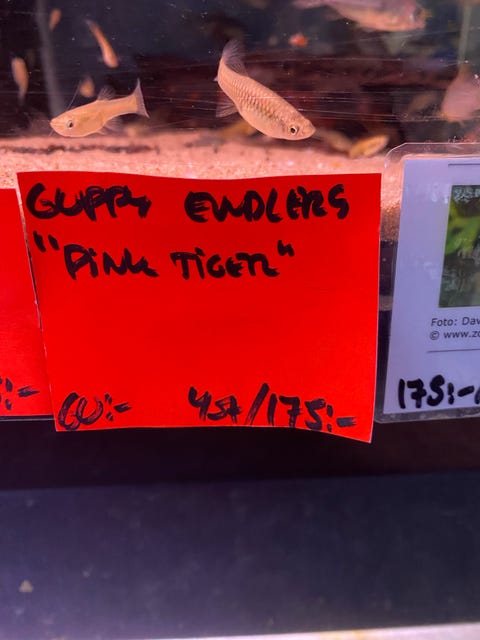 GUPPY ENDLERS
"PINK TIGER"
60:- 4st/175:-
Foto: Dav
© www.zo
175:-/